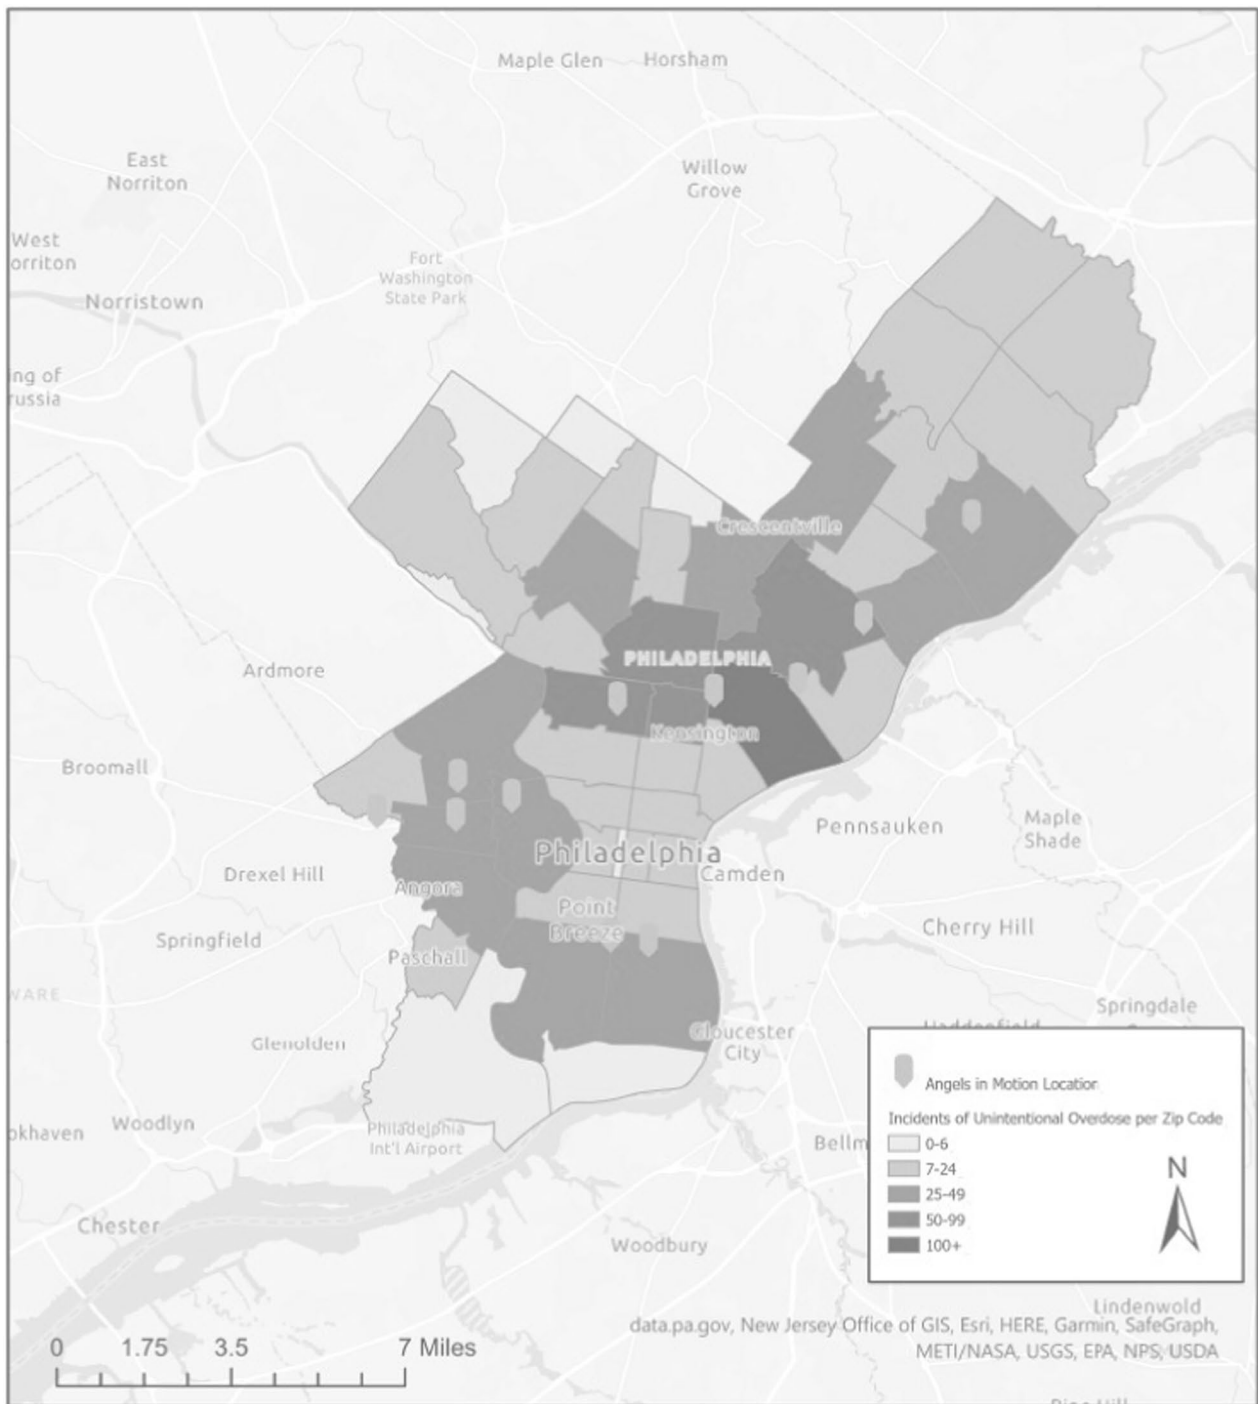 Maple Glen
Horsham
East
Norriton
Willow
Grove
West
orriton
Fort
Washington
State Park
Norristown
ng of
russia
Crescentville
PHILADELPHIA
Ardmore
Kensington
Broomall
Pennsauken
Maple
Shade
Philadelphia
Camden
Drexel Hill
Angora
Point
Breeze
Cherry Hill
Springfield
Paschall
WARE
Springdale
Gloucester
City
Haddonfield
Glenolden
Angels in Motion Location
Incidents of Unintentional Overdose per Zip Code
0-6
7-24
25-49
50-99
100+
N
okhaven
Woodlyn
Philadelphia
Int'l Airport
Bellm
Chester
Woodbury
Lindenwold
data.pa.gov, New Jersey Office of GIS, Esri, HERE, Garmin, SafeGraph,
METI/NASA, USGS, EPA, NPS, USDA
0 1.75 3.5 7 Miles